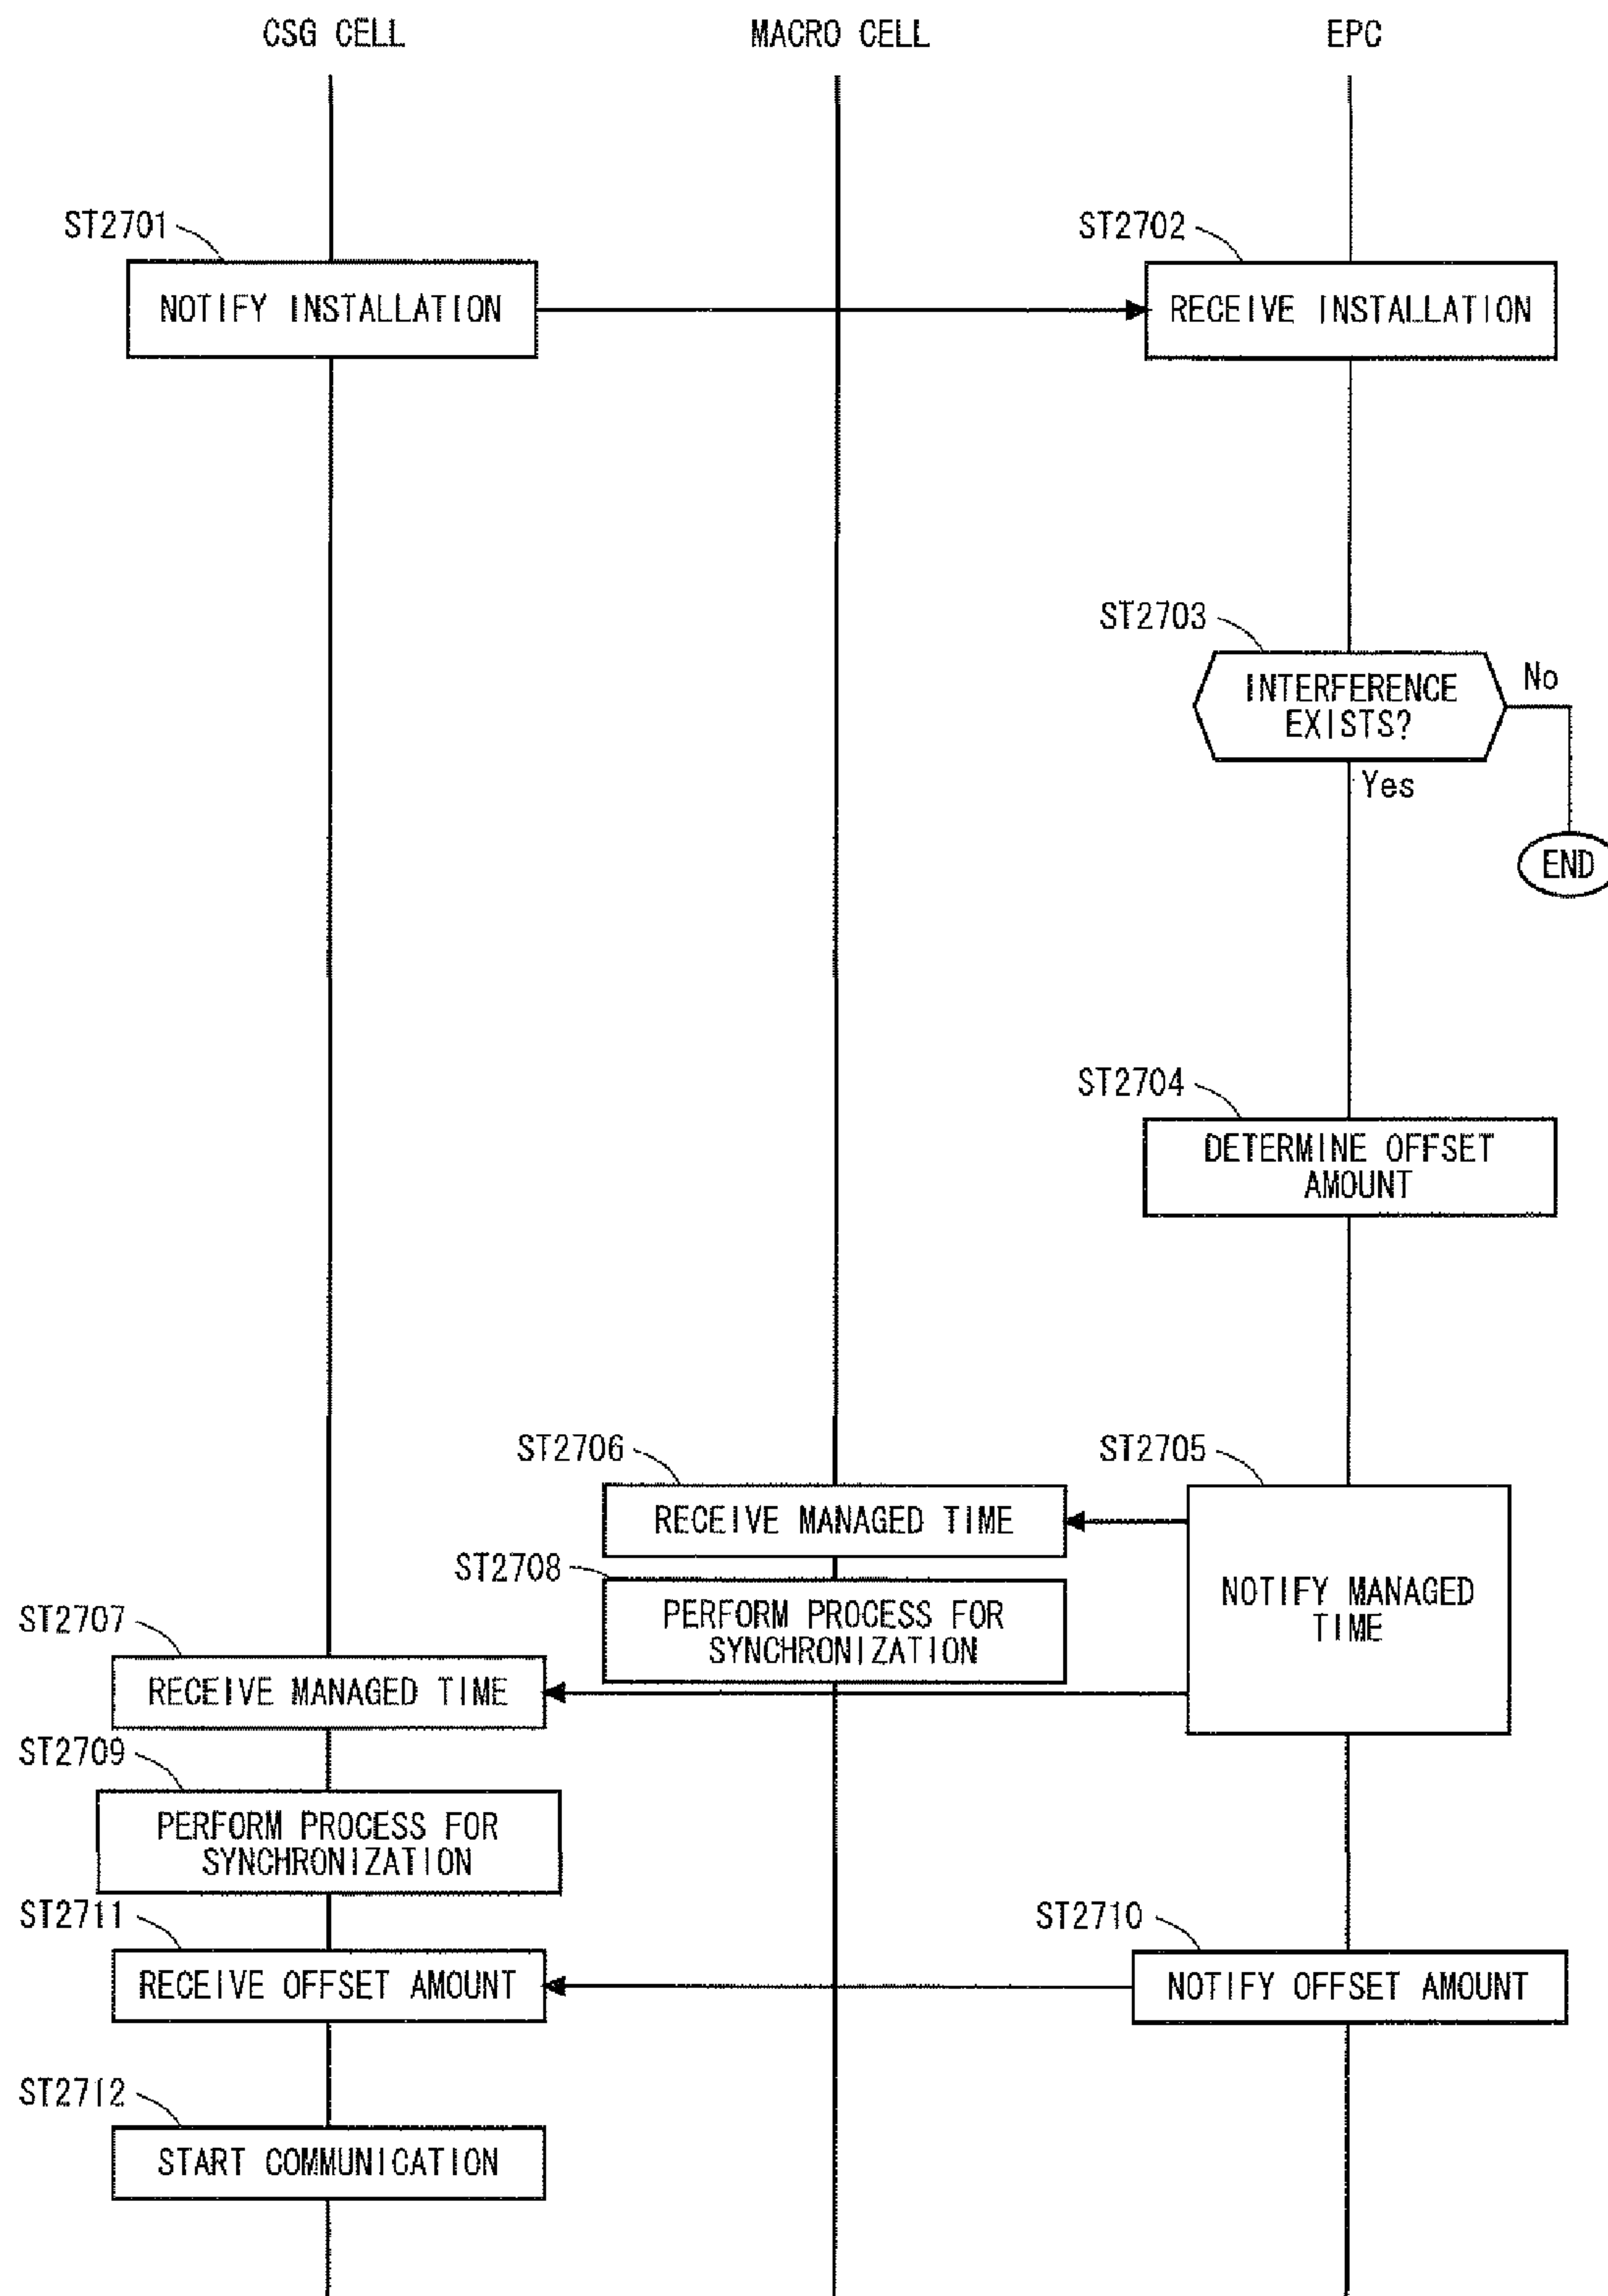 CSG CELL
MACRO CELL
EPC
ST2701
ST2702
NOTIFY INSTALLATION
RECEIVE INSTALLATION
ST2703
INTERFERENCE
EXISTS?
No
Yes
END
ST2704
DETERMINE OFFSET
AMOUNT
ST2706
ST2705
RECEIVE MANAGED TIME
ST2708
NOTIFY MANAGED
TIME
PERFORM PROCESS FOR
SYNCHRONIZATION
ST2707
RECEIVE MANAGED TIME
ST2709
PERFORM PROCESS FOR
SYNCHRONIZATION
ST2711
ST2710
RECEIVE OFFSET AMOUNT
NOTIFY OFFSET AMOUNT
ST2712
START COMMUNICATION